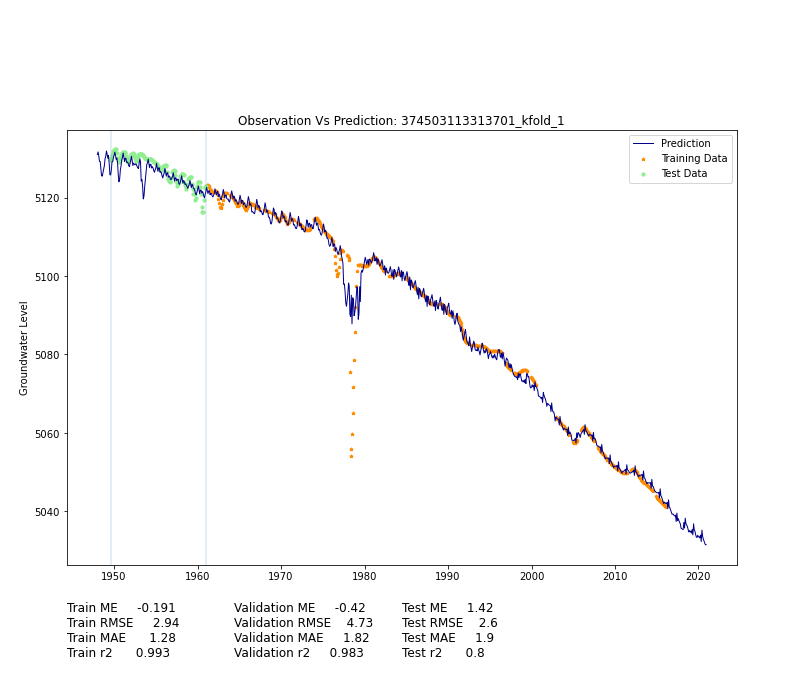 Observation Vs Prediction: 374503113313701_kfold_1
Prediction
Training Data
Test Data
Groundwater Level
5120
5100
5080
5060
5040
1950 1960 1970 1980 1990 2000 2010 2020
Train ME -0.191 Validation ME -0.42 Test ME 1.42
Train RMSE 2.94 Validation RMSE 4.73 Test RMSE 2.6
Train MAE 1.28 Validation MAE 1.82 Test MAE 1.9
Train r2 0.993 Validation r2 0.983 Test r2 0.8